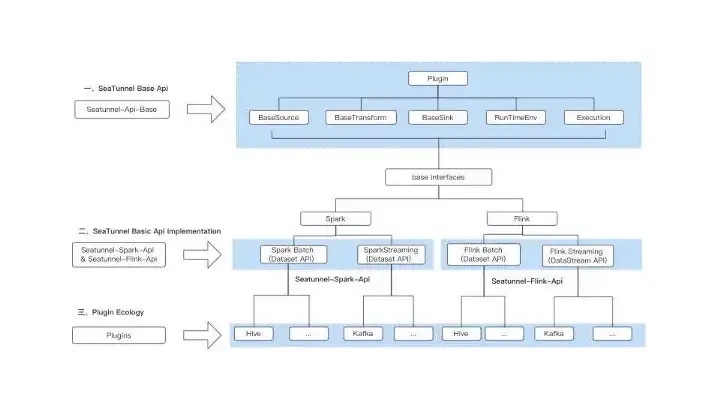 一、SeaTunnel Base Api
Seatunnel-Api-Base
Plugin
BaseSource
BaseTransform
BaseSink
RunTimeEnv
Execution
base interfaces
Spark
Flink
二、SeaTunnel Basic Api Implementation
Seatunnel-Spark-Api
& Seatunnel-Flink-Api
Spark Batch
(Dataset API)
SparkStreaming
(Dataset API)
Flink Batch
(Dataset API)
Flink Streaming
(DataStream API)
Seatunnel-Spark-Api
Seatunnel-Flink-Api
三、Plugin Ecology
Plugins
Hive
...
Kafka
...
Hive
...
Kafka
...